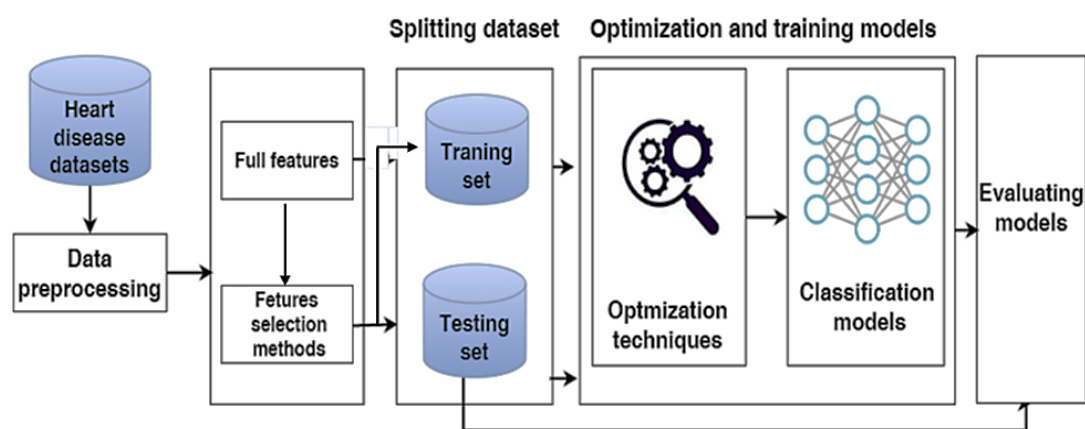 Splitting dataset
Optimization and training models
Heart
disease
datasets
Data
preprocessing
Full features
Fetures
selection
methods
Traning
set
Testing
set
Optmization
techniques
Classification
models
Evaluating
models